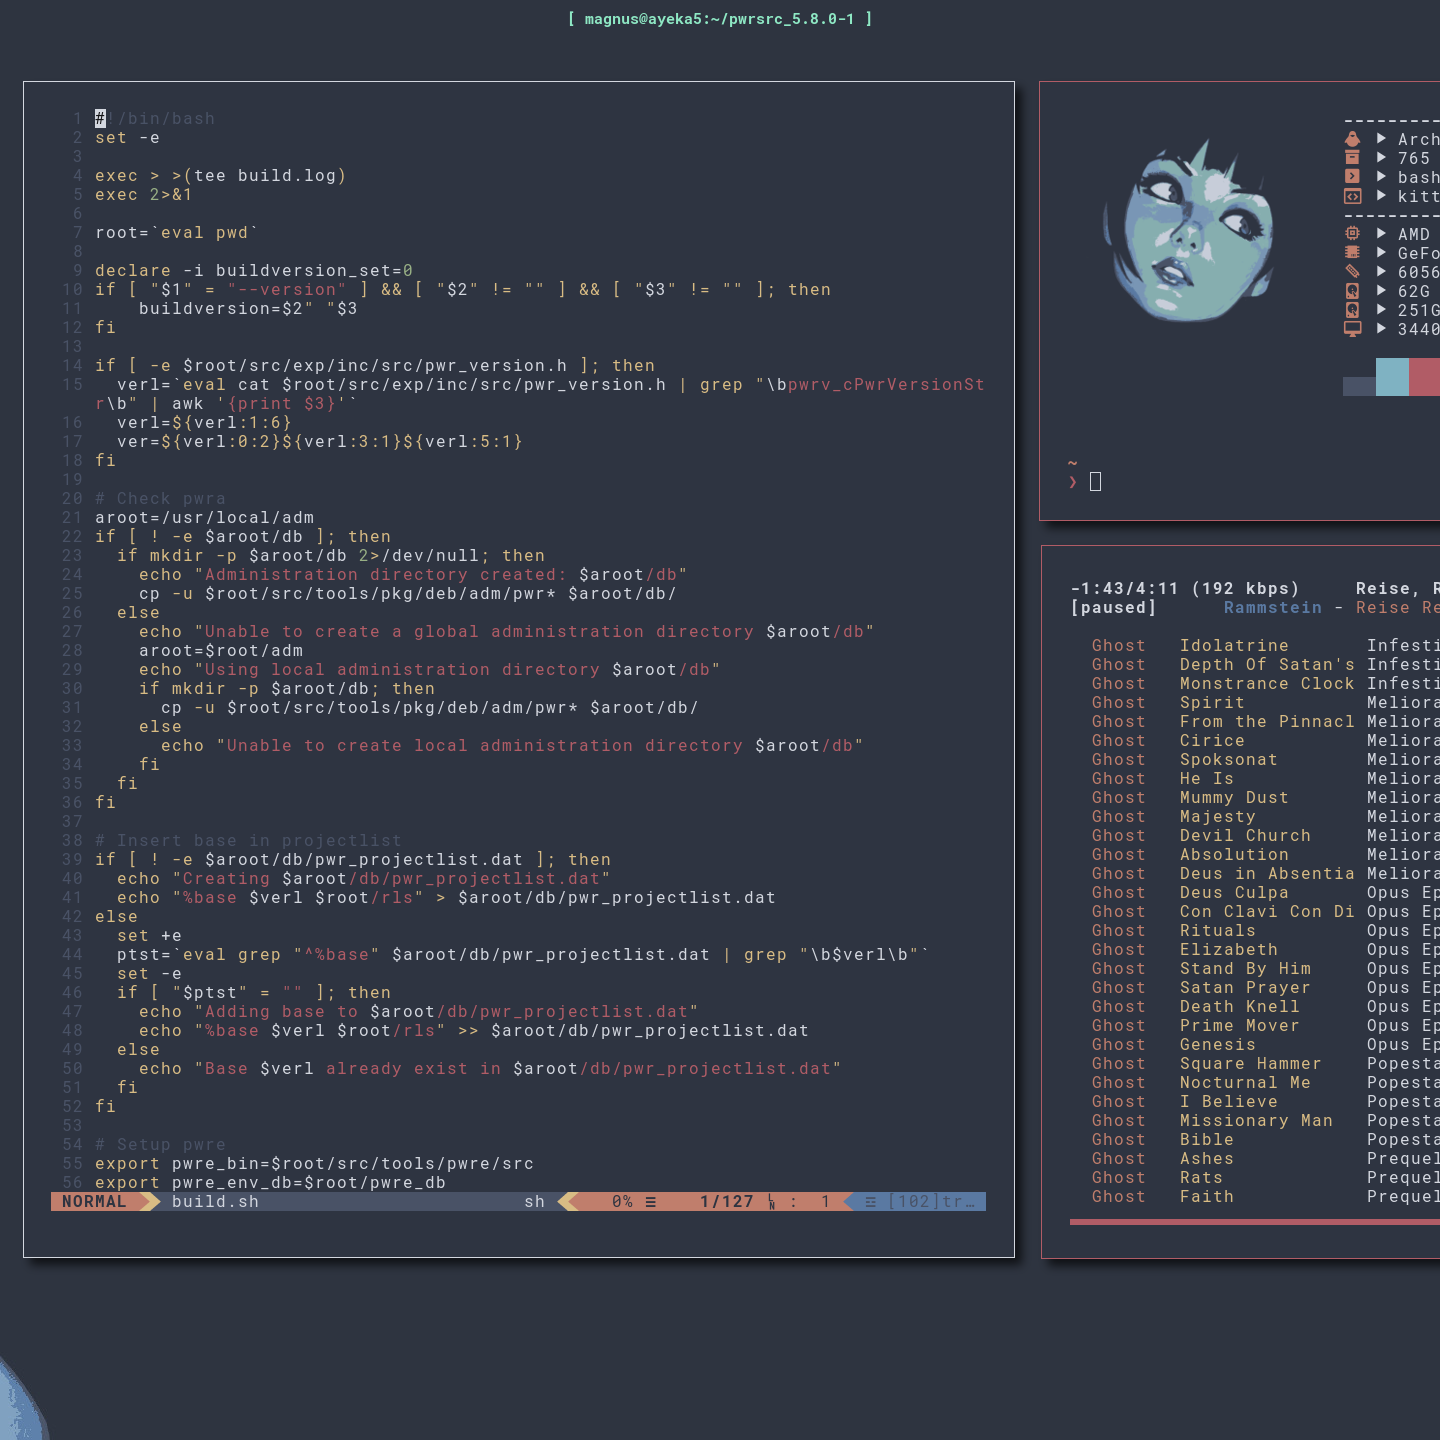 [ magnus@ayeka5:~/pwrsrc_5.8.0-1 ]
1 #!/bin/bash
2 set -e
3
4 exec > >(tee build.log)
5 exec 2>&1
6
7 root=`eval pwd`
8
9 declare -i buildversion_set=0
10 if [ "$1" = "--version" ] && [ "$2" != "" ] && [ "$3" != "" ]; then
11     buildversion=$2" "$3
12 fi
13
14 if [ -e $root/src/exp/inc/src/pwr_version.h ]; then
15   verl=`eval cat $root/src/exp/inc/src/pwr_version.h | grep "\bpwrv_cPwrVersionSt
r\b" | awk '{print $3}'`
16   verl=${verl:1:6}
17   ver=${verl:0:2}${verl:3:1}${verl:5:1}
18 fi
19
20 # Check pwra
21 aroot=/usr/local/adm
22 if [ ! -e $aroot/db ]; then
23   if mkdir -p $aroot/db 2>/dev/null; then
24     echo "Administration directory created: $aroot/db"
25     cp -u $root/src/tools/pkg/deb/adm/pwr* $aroot/db/
26   else
27     echo "Unable to create a global administration directory $aroot/db"
28     aroot=$root/adm
29     echo "Using local administration directory $aroot/db"
30     if mkdir -p $aroot/db; then
31       cp -u $root/src/tools/pkg/deb/adm/pwr* $aroot/db/
32     else
33       echo "Unable to create local administration directory $aroot/db"
34     fi
35   fi
36 fi
37
38 # Insert base in projectlist
39 if [ ! -e $aroot/db/pwr_projectlist.dat ]; then
40   echo "Creating $aroot/db/pwr_projectlist.dat"
41   echo "%base $verl $root/rls" > $aroot/db/pwr_projectlist.dat
42 else
43   set +e
44   ptst=`eval grep "^%base" $aroot/db/pwr_projectlist.dat | grep "\b$verl\b"`
45   set -e
46   if [ "$ptst" = "" ]; then
47     echo "Adding base to $aroot/db/pwr_projectlist.dat"
48     echo "%base $verl $root/rls" >> $aroot/db/pwr_projectlist.dat
49   else
50     echo "Base $verl already exist in $aroot/db/pwr_projectlist.dat"
51   fi
52 fi
53
54 # Setup pwre
55 export pwre_bin=$root/src/tools/pwre/src
56 export pwre_env_db=$root/pwre_db
NORMAL build.sh sh 0% ☰ 1/127 LN : 1 ☲ [102]tr…
----------
Arch
765
bash
kitt
----------
AMD
GeFo
6056
62G
251G
3440
~
❯
-1:43/4:11 (192 kbps) Reise, R
[paused] Rammstein - Reise Re
Ghost Idolatrine Infesti
Ghost Depth Of Satan's Infesti
Ghost Monstrance Clock Infesti
Ghost Spirit Meliora
Ghost From the Pinnacl Meliora
Ghost Cirice Meliora
Ghost Spoksonat Meliora
Ghost He Is Meliora
Ghost Mummy Dust Meliora
Ghost Majesty Meliora
Ghost Devil Church Meliora
Ghost Absolution Meliora
Ghost Deus in Absentia Meliora
Ghost Deus Culpa Opus Ep
Ghost Con Clavi Con Di Opus Ep
Ghost Rituals Opus Ep
Ghost Elizabeth Opus Ep
Ghost Stand By Him Opus Ep
Ghost Satan Prayer Opus Ep
Ghost Death Knell Opus Ep
Ghost Prime Mover Opus Ep
Ghost Genesis Opus Ep
Ghost Square Hammer Popesta
Ghost Nocturnal Me Popesta
Ghost I Believe Popesta
Ghost Missionary Man Popesta
Ghost Bible Popesta
Ghost Ashes Prequel
Ghost Rats Prequel
Ghost Faith Prequel